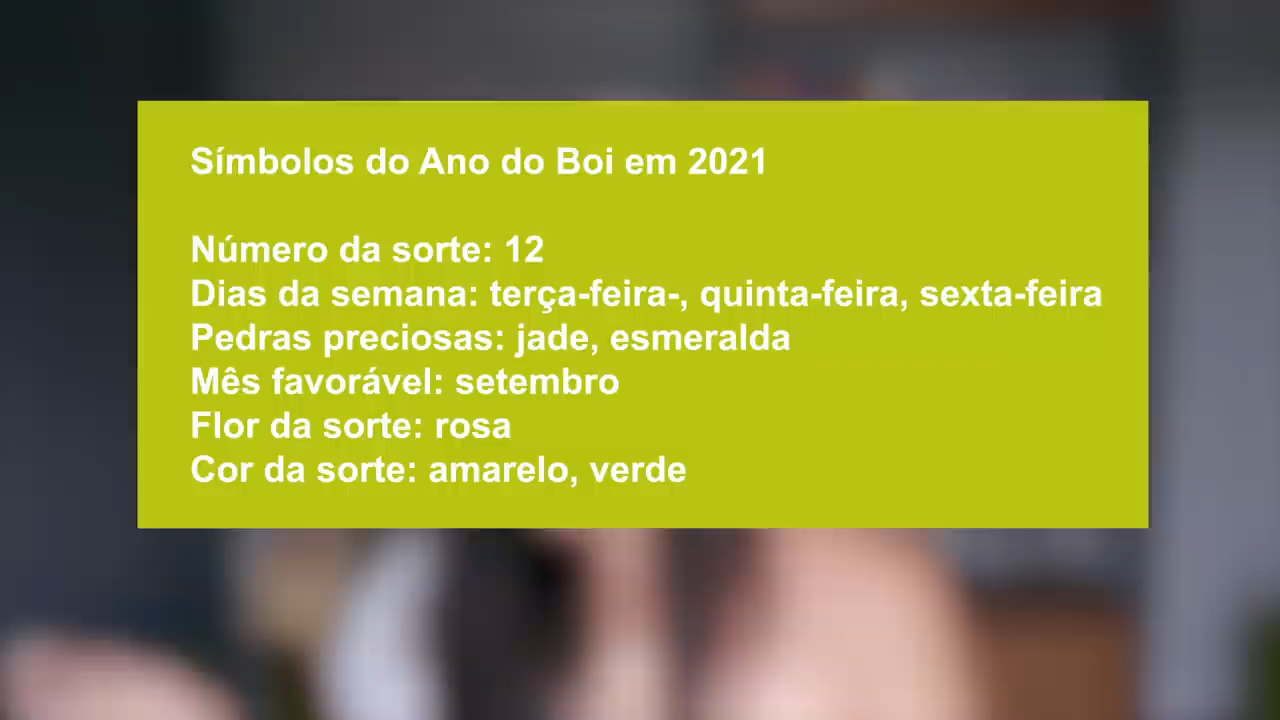 Símbolos do Ano do Boi em 2021
Número da sorte: 12
Dias da semana: terça-feira-, quinta-feira, sexta-feira
Pedras preciosas: jade, esmeralda
Mês favorável: setembro
Flor da sorte: rosa
Cor da sorte: amarelo, verde